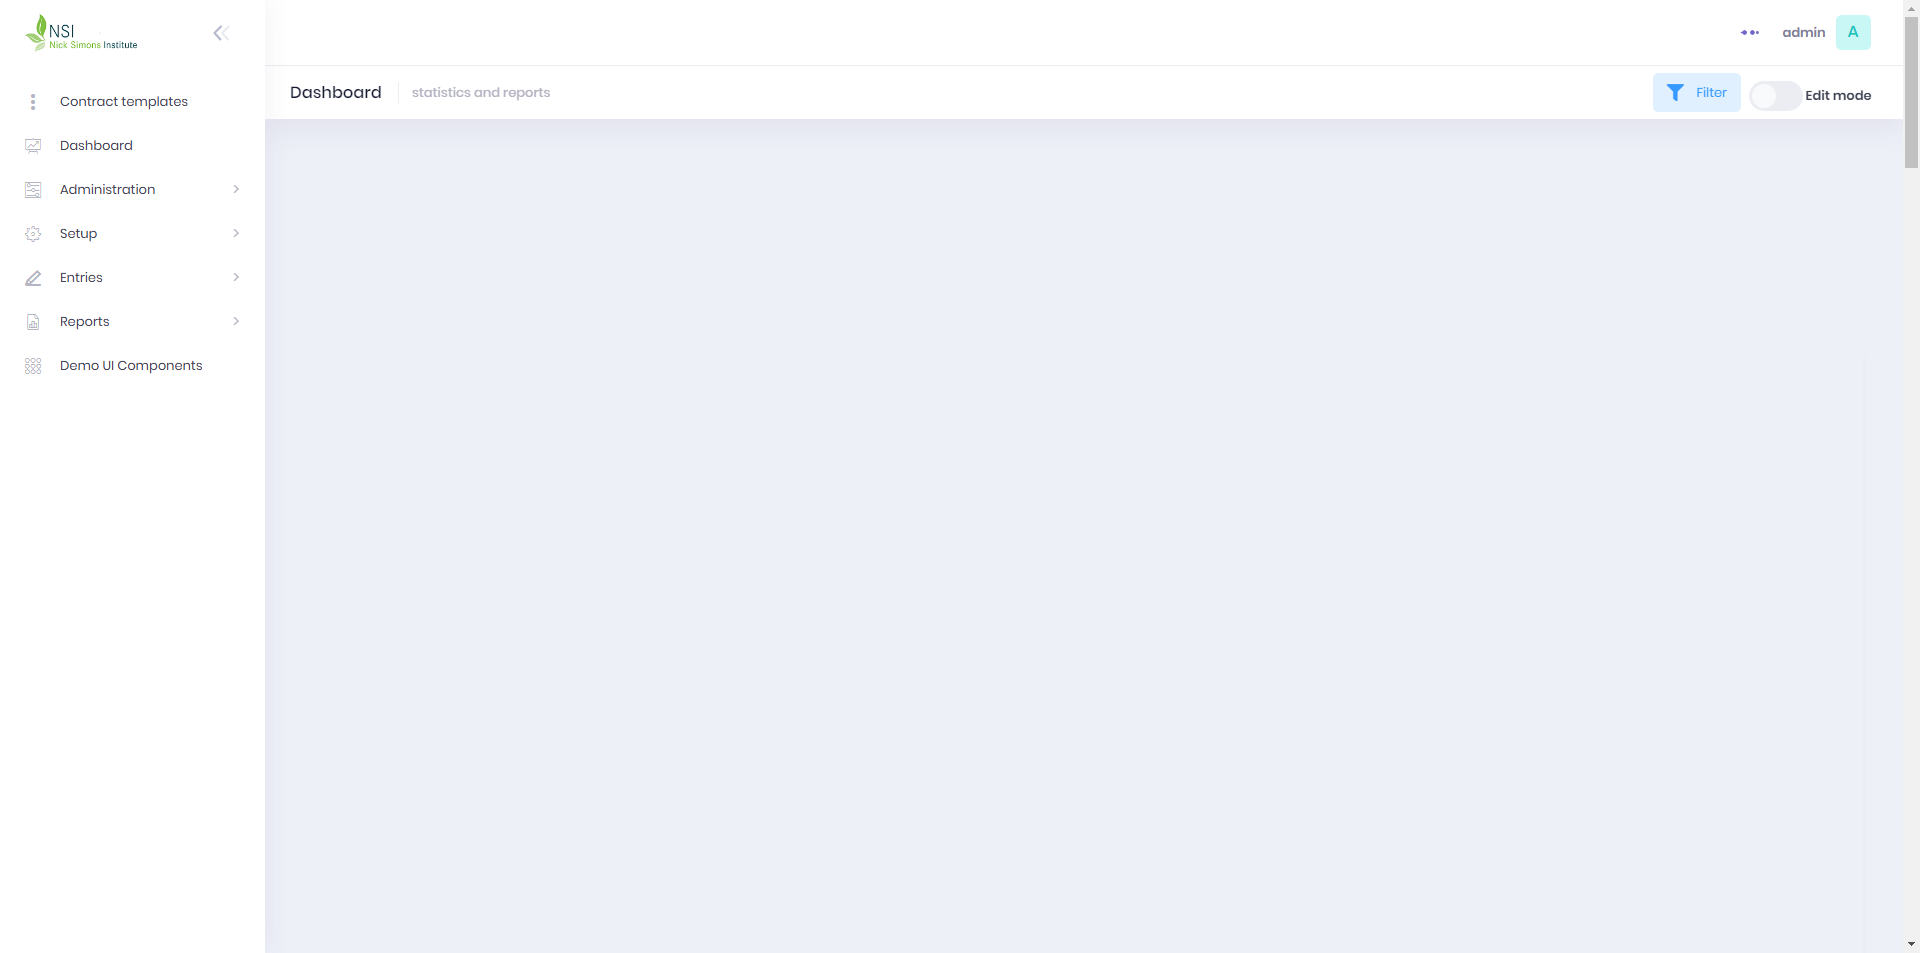 NSI
Nick Simons Institute
admin
A
Dashboard
statistics and reports
Filter
Edit mode
Contract templates
Dashboard
Administration
Setup
Entries
Reports
Demo UI Components